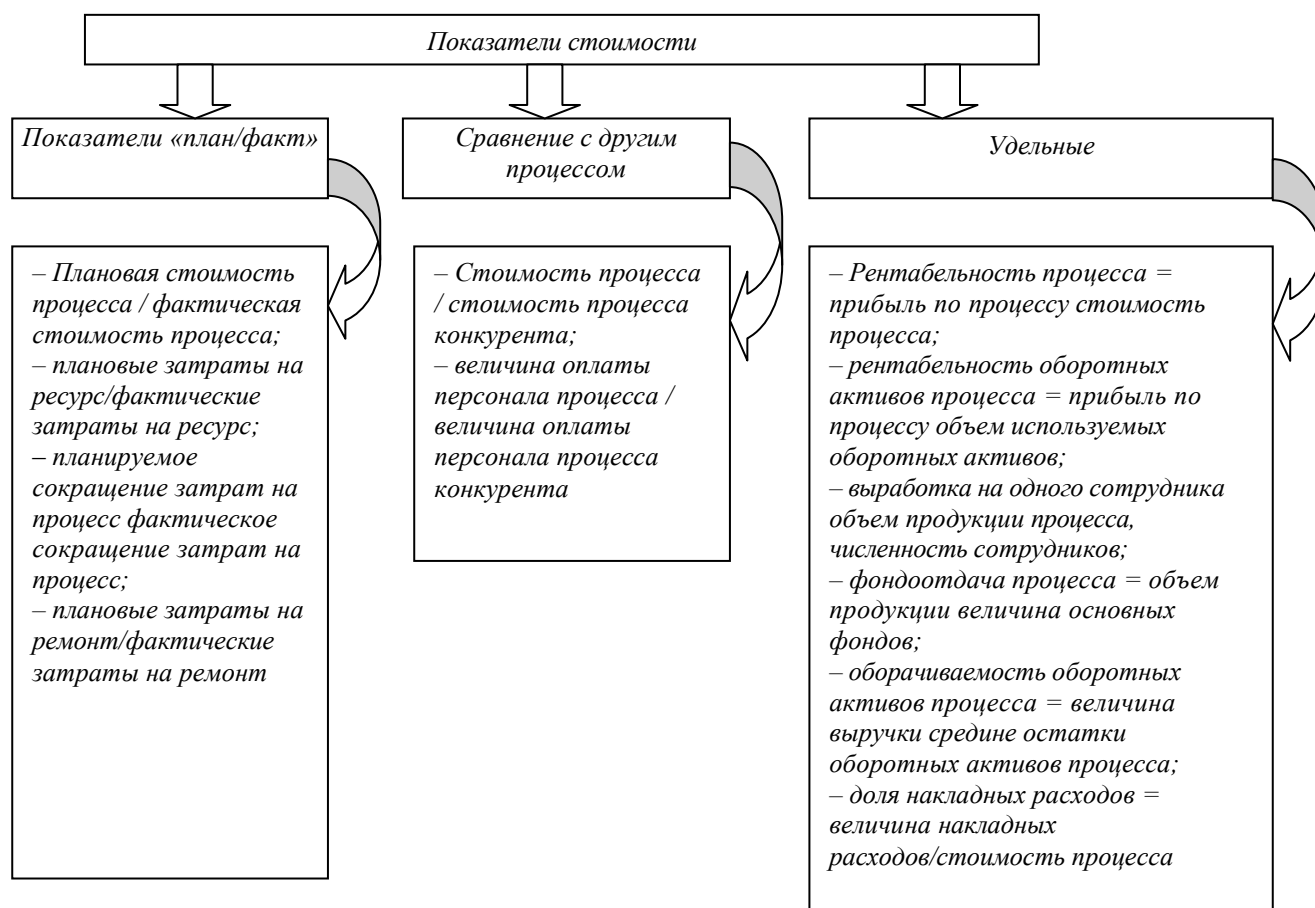 Показатели стоимости
Показатели «план/факт»
Сравнение с другим
процессом
Удельные
– Плановая стоимость
процесса / фактическая
стоимость процесса;
– плановые затраты на
ресурс/фактические
затраты на ресурс;
– планируемое
сокращение затрат на
процесс фактическое
сокращение затрат на
процесс;
– плановые затраты на
ремонт/фактические
затраты на ремонт
– Стоимость процесса
/ стоимость процесса
конкурента;
– величина оплаты
персонала процесса /
величина оплаты
персонала процесса
конкурента
– Рентабельность процесса =
прибыль по процессу стоимость
процесса;
– рентабельность оборотных
активов процесса = прибыль по
процессу объем используемых
оборотных активов;
– выработка на одного сотрудника
объем продукции процесса,
численность сотрудников;
– фондоотдача процесса = объем
продукции величина основных
фондов;
– оборачиваемость оборотных
активов процесса = величина
выручки средине остатки
оборотных активов процесса;
– доля накладных расходов =
величина накладных
расходов/стоимость процесса